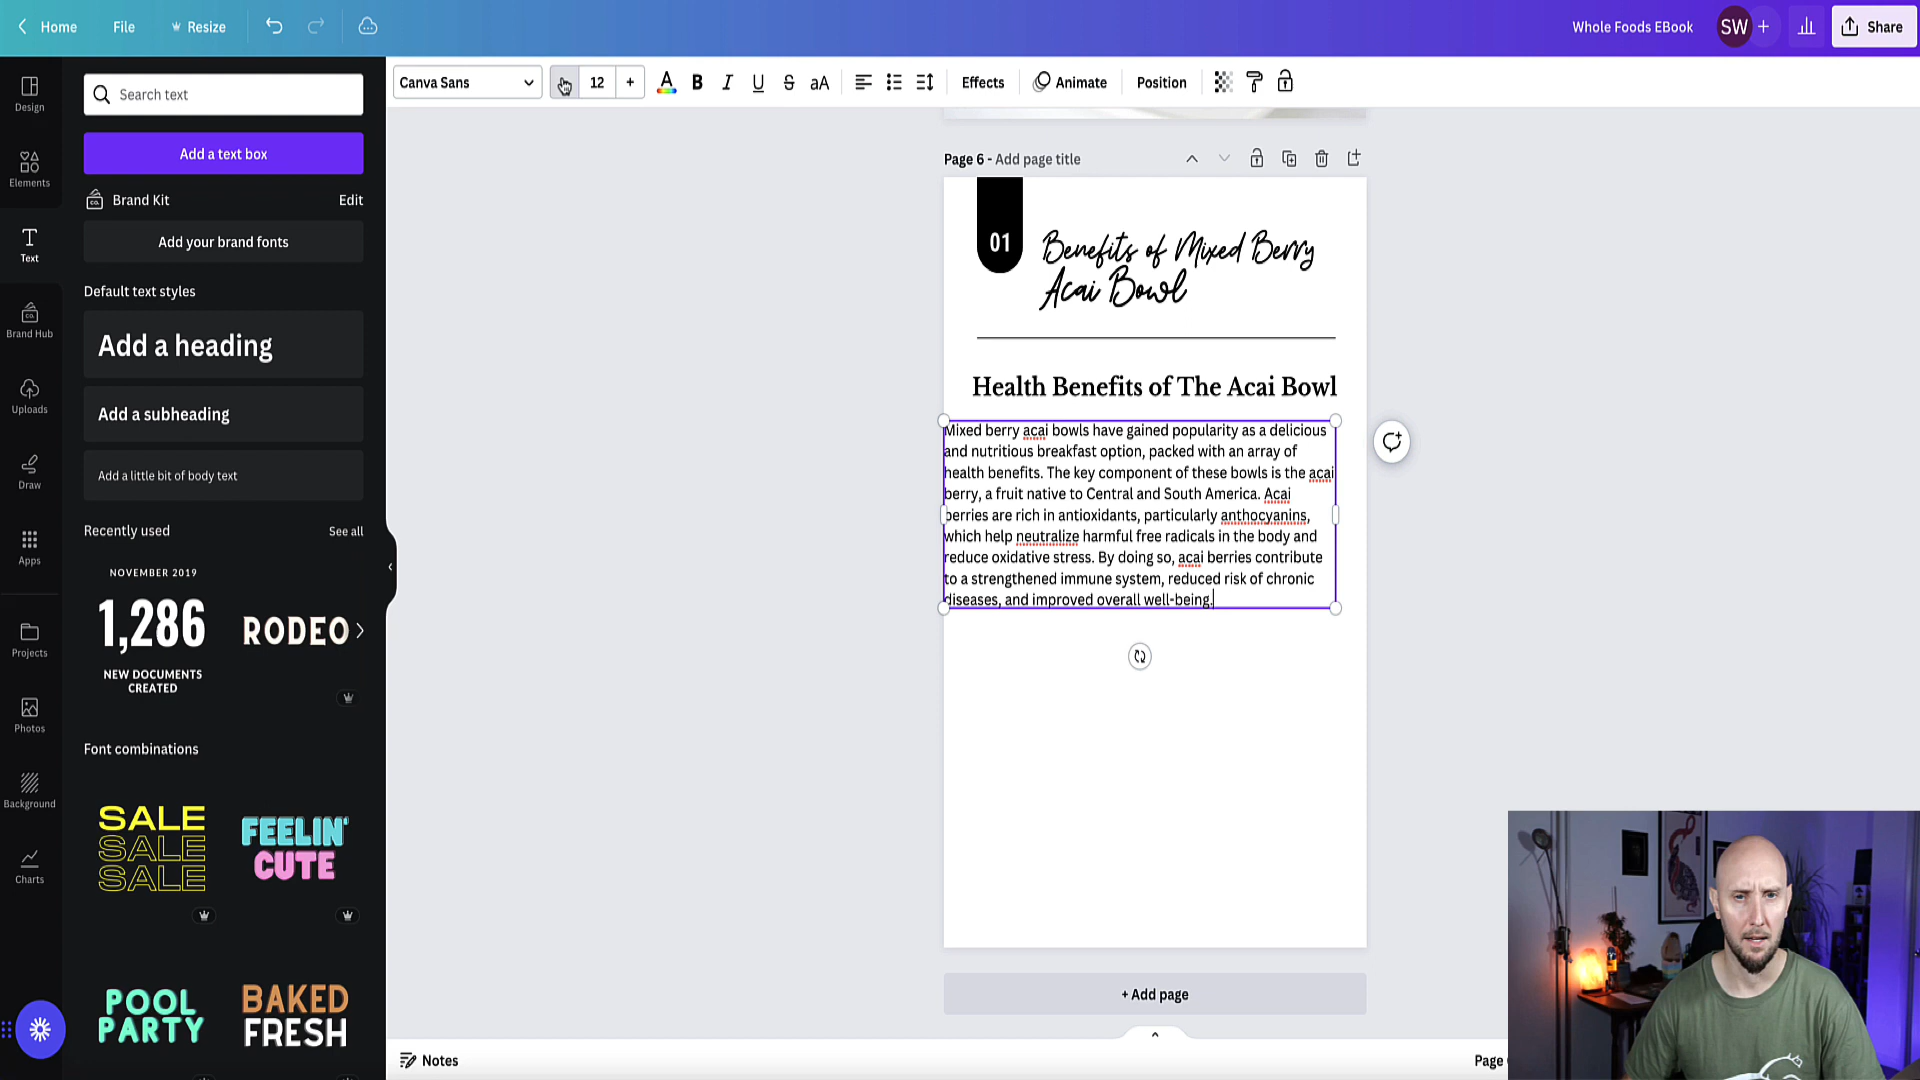 Home
File
Resize
Whole Foods EBook
SW
+
Share
Canva Sans
12
+
A
B
I
U
S
aA
Effects
Animate
Position
Design
Elements
Text
Brand Hub
Uploads
Draw
Apps
Projects
Photos
Background
Charts
Search text
Add a text box
Brand Kit
Edit
Add your brand fonts
Default text styles
Add a heading
Add a subheading
Add a little bit of body text
Recently used
See all
NOVEMBER 2019
1,286
NEW DOCUMENTS
CREATED
RODEO
Font combinations
SALE
SALE
SALE
FEELIN'
CUTE
POOL
PARTY
BAKED
FRESH
Page 6 - Add page title
01
Benefits of Mixed Berry
Acai Bowl
Health Benefits of The Acai Bowl
Mixed berry acai bowls have gained popularity as a delicious
and nutritious breakfast option, packed with an array of
health benefits. The key component of these bowls is the acai
berry, a fruit native to Central and South America. Acai
berries are rich in antioxidants, particularly anthocyanins,
which help neutralize harmful free radicals in the body and
reduce oxidative stress. By doing so, acai berries contribute
to a strengthened immune system, reduced risk of chronic
diseases, and improved overall well-being.
+ Add page
Notes
Page